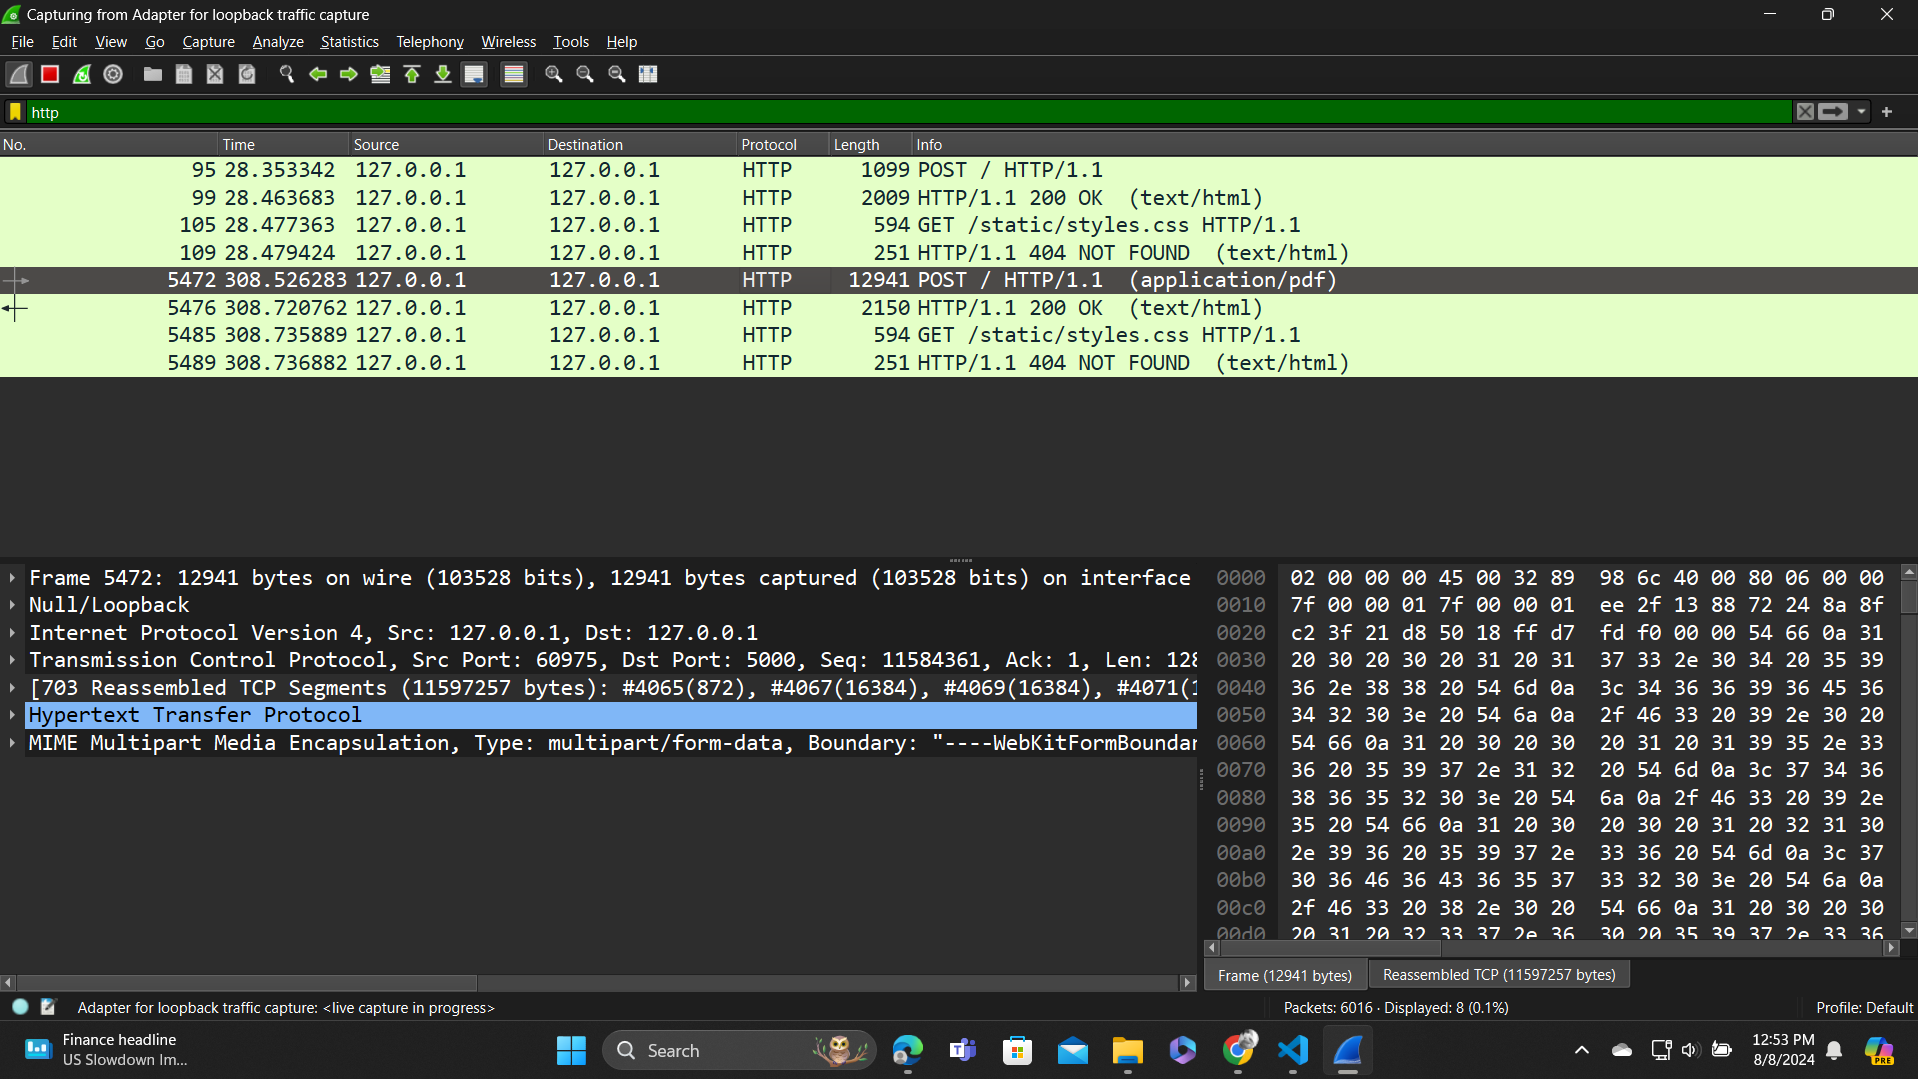 Capturing from Adapter for loopback traffic capture
File Edit View Go Capture Analyze Statistics Telephony Wireless Tools Help
http
No. Time Source Destination Protocol Length Info
95 28.353342 127.0.0.1 127.0.0.1 HTTP 1099 POST / HTTP/1.1
99 28.463683 127.0.0.1 127.0.0.1 HTTP 2009 HTTP/1.1 200 OK (text/html)
105 28.477363 127.0.0.1 127.0.0.1 HTTP 594 GET /static/styles.css HTTP/1.1
109 28.479424 127.0.0.1 127.0.0.1 HTTP 251 HTTP/1.1 404 NOT FOUND (text/html)
5472 308.526283 127.0.0.1 127.0.0.1 HTTP 12941 POST / HTTP/1.1 (application/pdf)
5476 308.720762 127.0.0.1 127.0.0.1 HTTP 2150 HTTP/1.1 200 OK (text/html)
5485 308.735889 127.0.0.1 127.0.0.1 HTTP 594 GET /static/styles.css HTTP/1.1
5489 308.736882 127.0.0.1 127.0.0.1 HTTP 251 HTTP/1.1 404 NOT FOUND (text/html)
Frame 5472: 12941 bytes on wire (103528 bits), 12941 bytes captured (103528 bits) on interface
Null/Loopback
Internet Protocol Version 4, Src: 127.0.0.1, Dst: 127.0.0.1
Transmission Control Protocol, Src Port: 60975, Dst Port: 5000, Seq: 11584361, Ack: 1, Len: 128
[703 Reassembled TCP Segments (11597257 bytes): #4065(872), #4067(16384), #4069(16384), #4071(1
Hypertext Transfer Protocol
MIME Multipart Media Encapsulation, Type: multipart/form-data, Boundary: "----WebKitFormBoundar
0000 02 00 00 00 45 00 32 89 98 6c 40 00 80 06 00 00
0010 7f 00 00 01 7f 00 00 01 ee 2f 13 88 72 24 8a 8f
0020 c2 3f 21 d8 50 18 ff d7 fd f0 00 00 54 66 0a 31
0030 20 30 20 30 20 31 20 31 37 33 2e 30 34 20 35 39
0040 36 2e 38 38 20 54 6d 0a 3c 34 36 36 39 36 45 36
0050 34 32 30 3e 20 54 6a 0a 2f 46 33 20 39 2e 30 20
0060 54 66 0a 31 20 30 20 30 20 31 20 31 39 35 2e 33
0070 36 20 35 39 37 2e 31 32 20 54 6d 0a 3c 37 34 36
0080 38 36 35 32 30 3e 20 54 6a 0a 2f 46 33 20 39 2e
0090 35 20 54 66 0a 31 20 30 20 30 20 31 20 32 31 30
00a0 2e 39 36 20 35 39 37 2e 33 36 20 54 6d 0a 3c 37
00b0 30 36 46 36 43 36 35 37 33 32 30 3e 20 54 6a 0a
00c0 2f 46 33 20 38 2e 30 20 54 66 0a 31 20 30 20 30
00d0 20 31 20 32 33 37 2e 36 30 20 35 39 37 2e 33 36
Frame (12941 bytes) Reassembled TCP (11597257 bytes)
Adapter for loopback traffic capture: <live capture in progress> Packets: 6016 · Displayed: 8 (0.1%) Profile: Default
Finance headline
US Slowdown Im...
Search
12:53 PM
8/8/2024
PRE